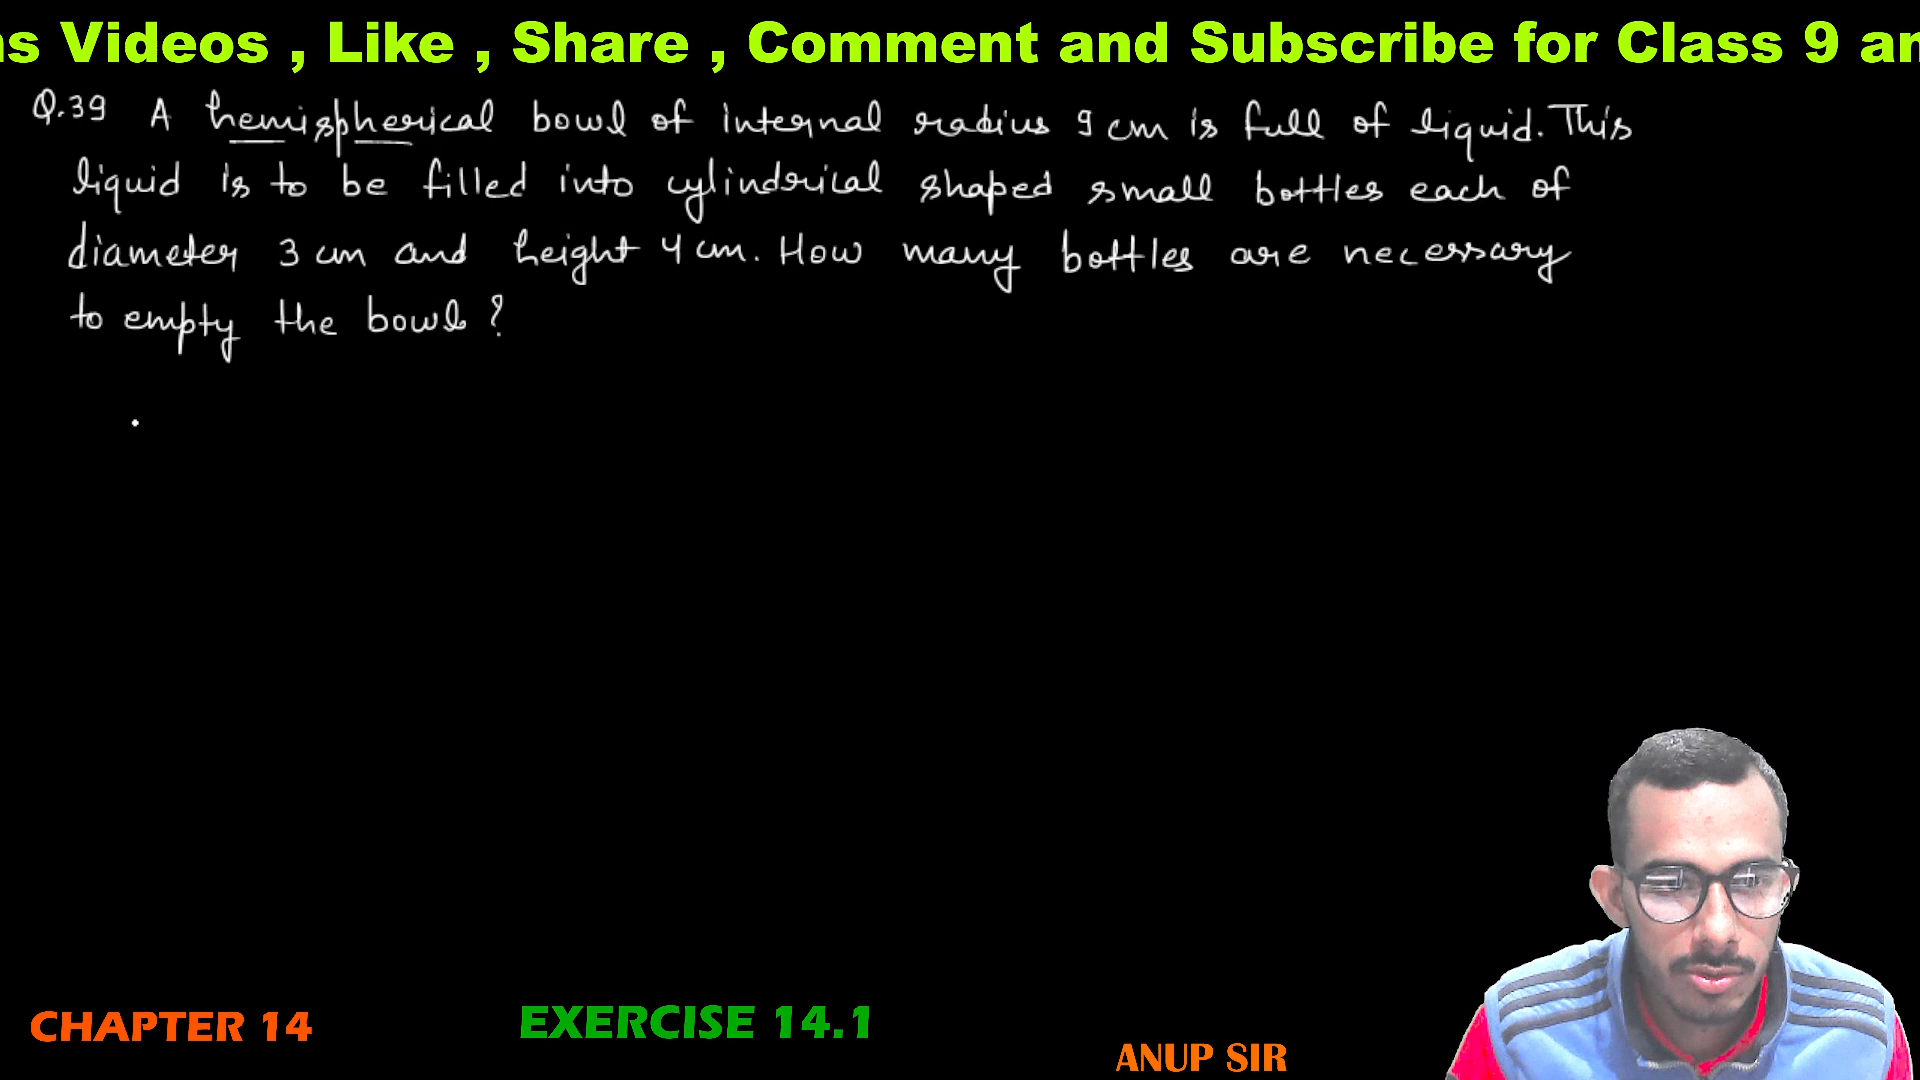 ns Videos , Like , Share , Comment and Subscribe for Class 9 an
Q.39 A hemispherical bowl of internal radius 9 cm is full of liquid. This
liquid is to be filled into cylindrical shaped small bottles each of
diameter 3 cm and height 4 cm. How many bottles are necessary
to empty the bowl ?
CHAPTER 14
EXERCISE 14.1
ANUP SIR